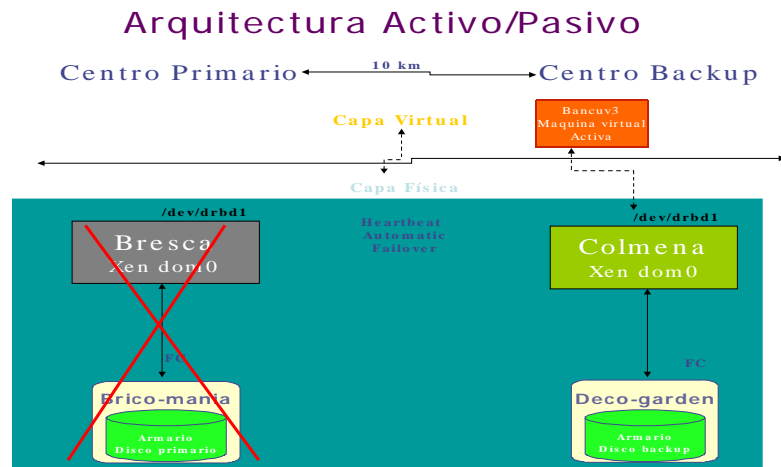 Arquitectura Activo/Pasivo
Centro Primario
10 km
Centro Backup
Capa Virtual
Bancuv3
Maquina virtual
Activa
Capa Física
/dev/drbd1
Bresca
Xen dom0
Heartbeat
Automatic
Failover
/dev/drbd1
Colmena
Xen dom0
FC
FC
Brico-mania
Armario
Disco primario
Deco-garden
Armario
Disco backup